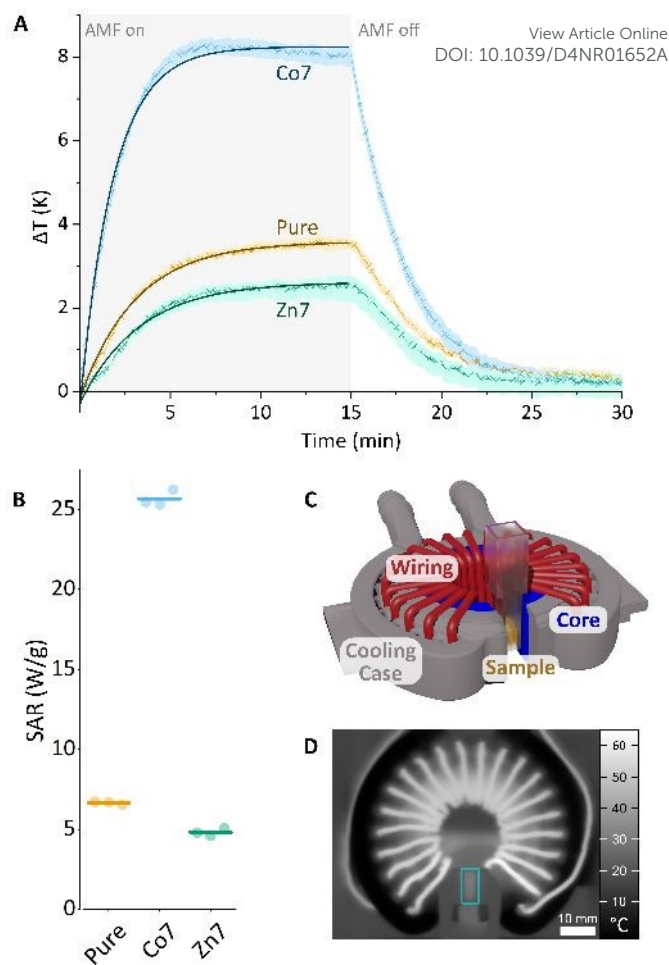 A
AMF on
AMF off
View Article Online
DOI: 10.1039/D4NR01652A
8
6
4
2
0
ΔT (K)
Co7
Pure
Zn7
5
10
15
20
25
30
Time (min)
B
25
20
15
10
5
0
SAR (W/g)
Pure
Co7
Zn7
C
Wiring
Core
Cooling
Case
Sample
D
60
50
40
30
20
10
°C
10 mm